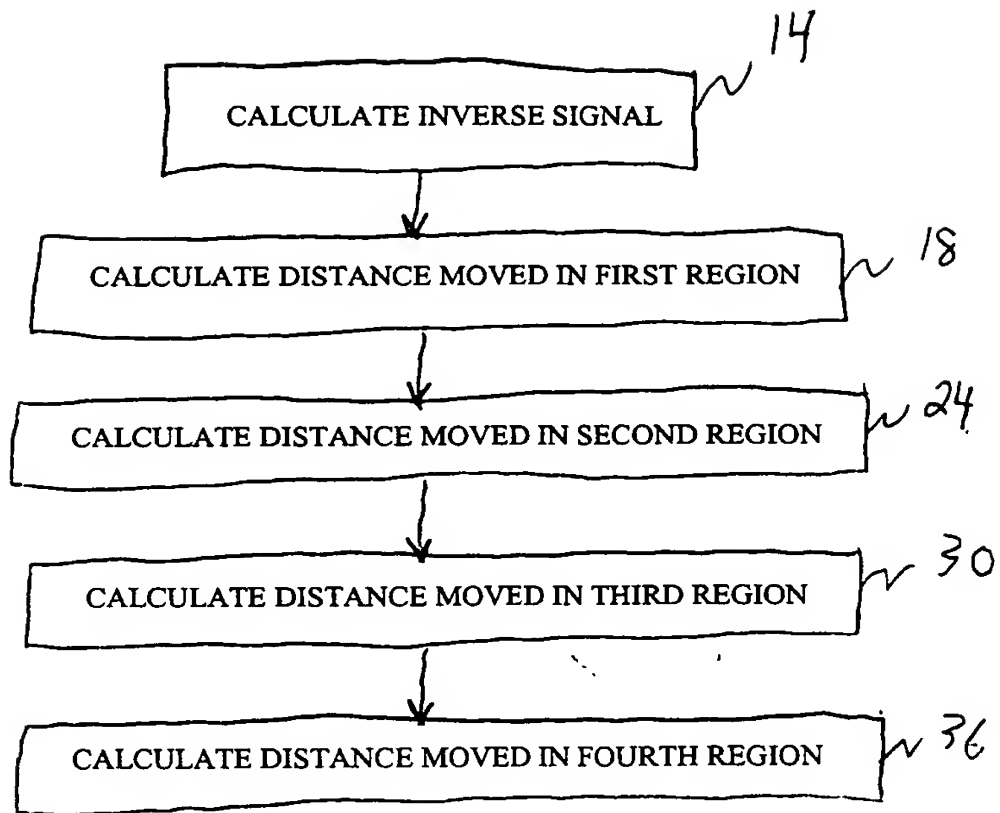 14
CALCULATE INVERSE SIGNAL
18
CALCULATE DISTANCE MOVED IN FIRST REGION
24
CALCULATE DISTANCE MOVED IN SECOND REGION
30
CALCULATE DISTANCE MOVED IN THIRD REGION
36
CALCULATE DISTANCE MOVED IN FOURTH REGION